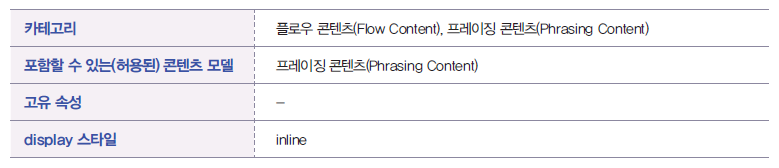 카테고리 플로우 콘텐츠(Flow Content), 프레이징 콘텐츠(Phrasing Content)
포함할 수 있는(허용된) 콘텐츠 모델 프레이징 콘텐츠(Phrasing Content)
고유 속성 –
display 스타일 inline